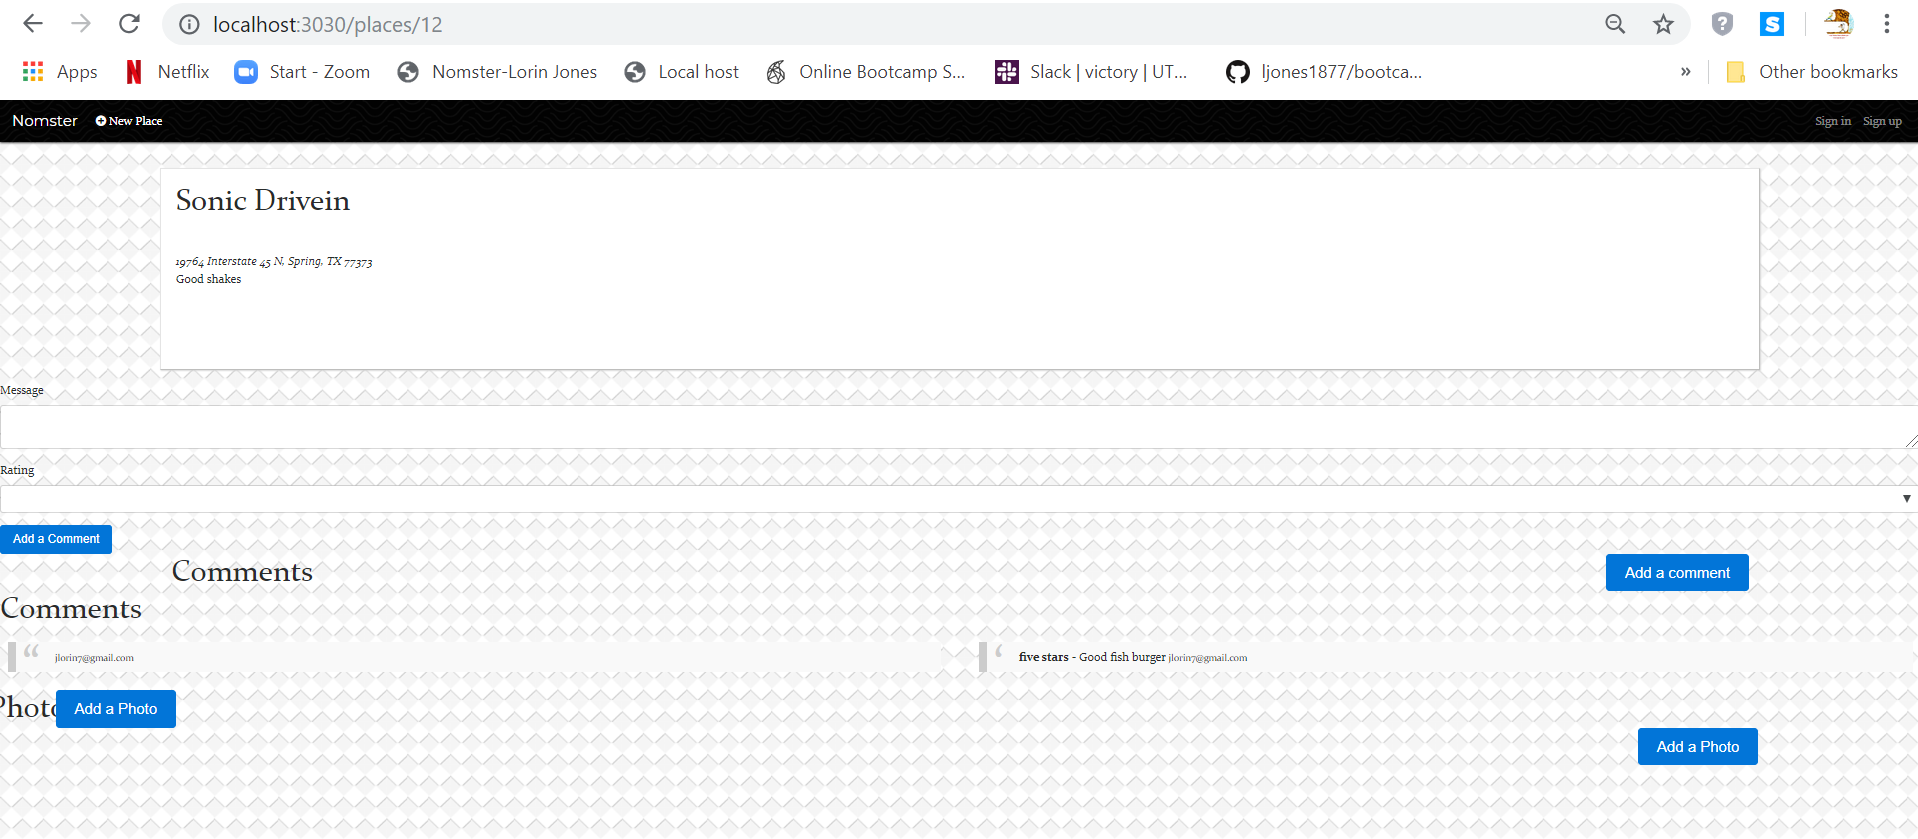 localhost:3030/places/12
Apps Netflix Start - Zoom Nomster-Lorin Jones Local host Online Bootcamp S... Slack | victory | UT... ljones1877/bootca... » Other bookmarks
Nomster New Place Sign in Sign up
Sonic Drivein
19764 Interstate 45 N, Spring, TX 77373
Good shakes
Message
Rating
Add a Comment
Comments Add a comment
Comments
“ jlorin7@gmail.com ‘ five stars - Good fish burger jlorin7@gmail.com
Photo Add a Photo
Add a Photo